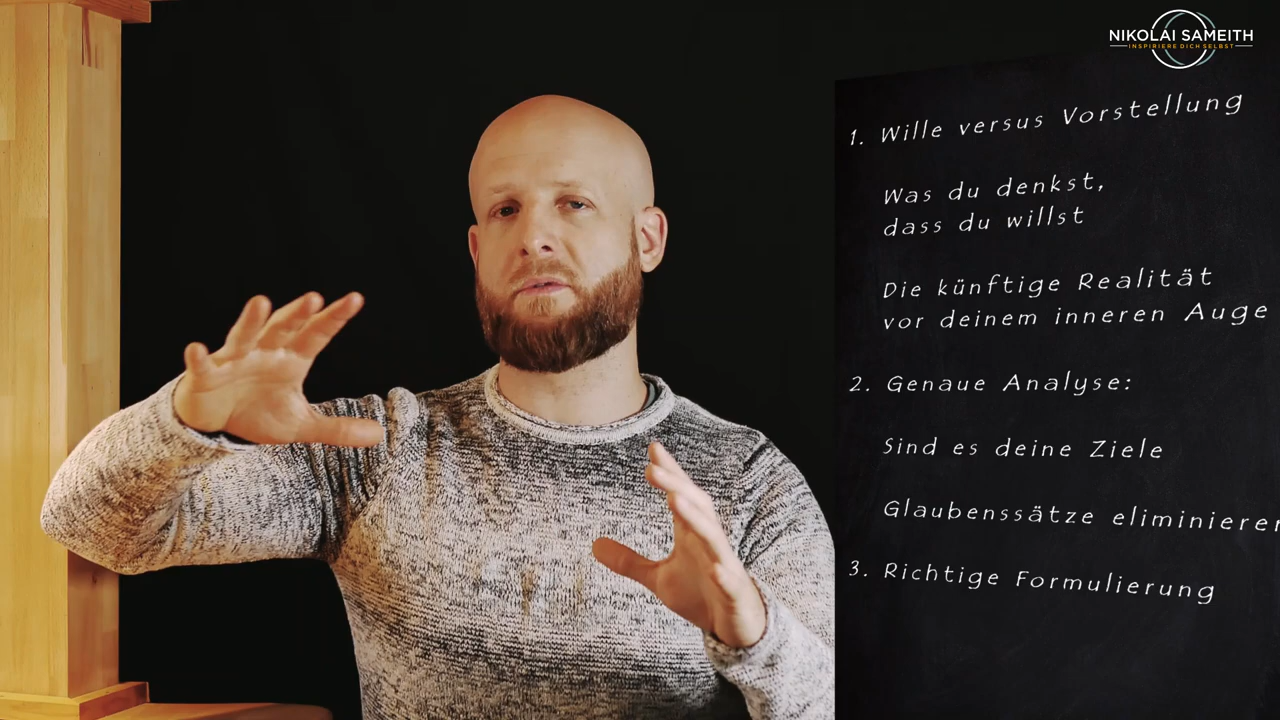 NIKOLAI SAMEITH
INSPIRIERE DICH SELBST
1. Wille versus Vorstellung
Was du denkst,
dass du willst
Die künftige Realität
vor deinem inneren Auge
2. Genaue Analyse:
Sind es deine Ziele
Glaubenssätze eliminieren
3. Richtige Formulierung